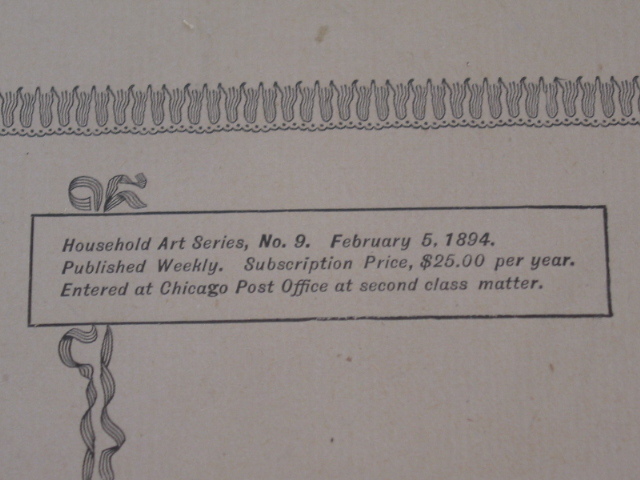 Household Art Series, No. 9. February 5, 1894.
Published Weekly. Subscription Price, $25.00 per year.
Entered at Chicago Post Office at second class matter.